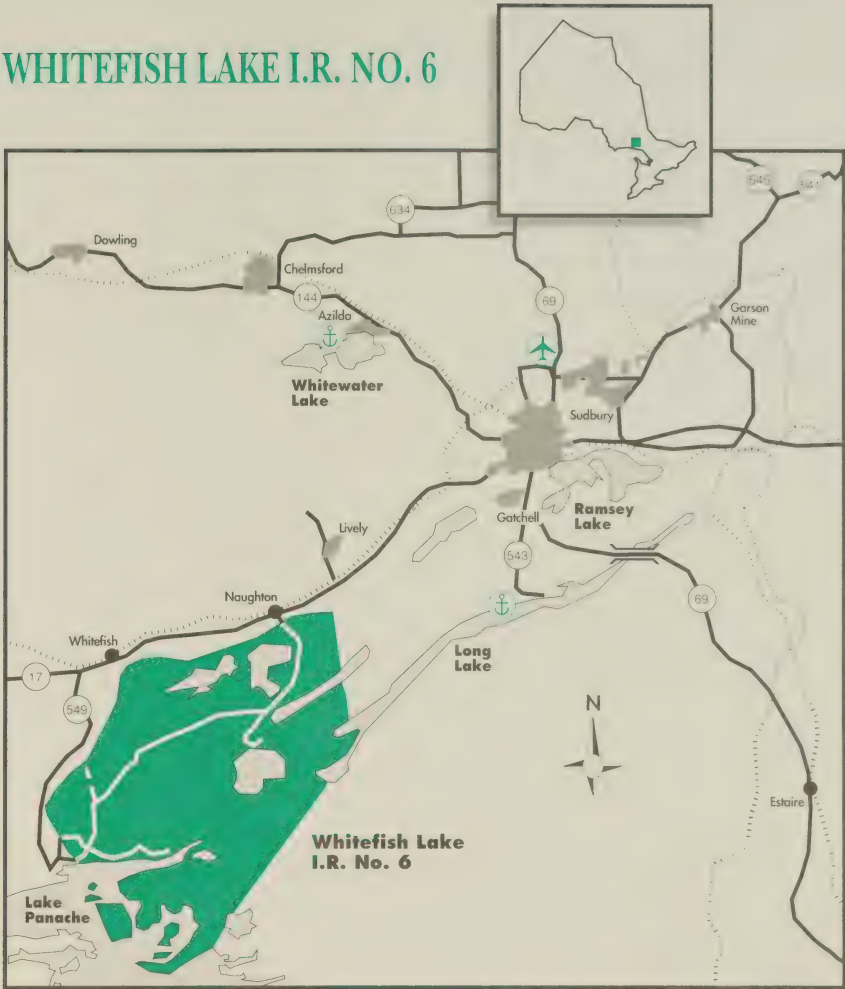 WHITEFISH LAKE I.R. NO. 6
634
545
541
Dowling
Chelmsford
144
69
Azilda
Garson
Mine
Whitewater
Lake
Sudbury
Gatchell
Ramsey
Lake
Lively
543
Naughton
69
Whitefish
Long
Lake
17
549
N
Estaire
Whitefish Lake
I.R. No. 6
Lake
Panache